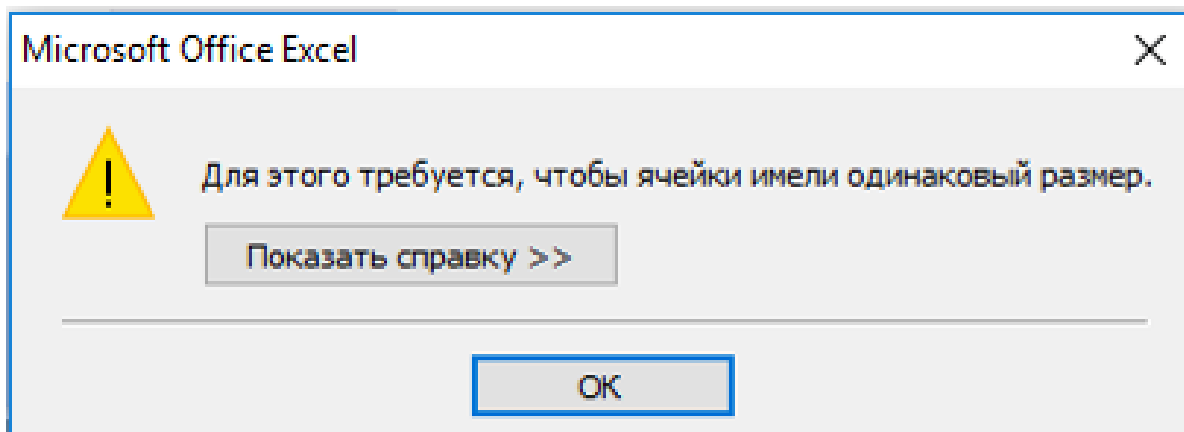 Microsoft Office Excel
Для этого требуется, чтобы ячейки имели одинаковый размер.
Показать справку >>
ОК